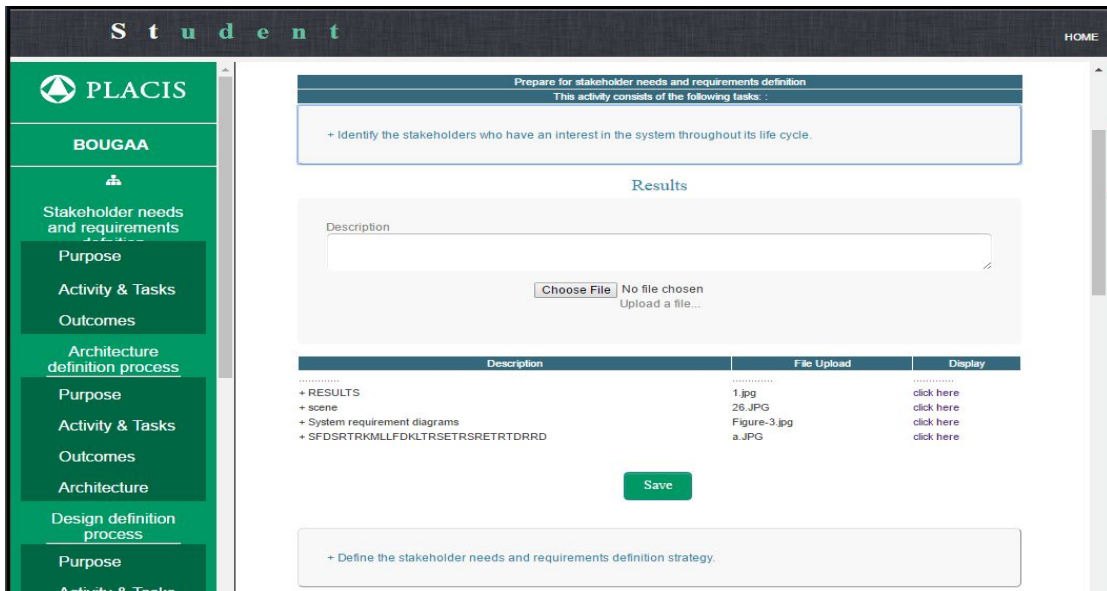 Student
HOME
PLACIS
BOUGAA
Stakeholder needs
and requirements
Purpose
Activity & Tasks
Outcomes
Architecture
definition process
Purpose
Activity & Tasks
Outcomes
Architecture
Design definition
process
Purpose
Activity & Tasks
Prepare for stakeholder needs and requirements definition
This activity consists of the following tasks: :
+ Identify the stakeholders who have an interest in the system throughout its life cycle.
Results
Description
Choose File No file chosen
Upload a file...
Description File Upload Display
............. ............. .............
+ RESULTS 1.jpg click here
+ scene 26.JPG click here
+ System requirement diagrams Figure-3.jpg click here
+ SFDSRTRKMLLFDKLTRSETRSRETRTDRRD a.JPG click here
Save
+ Define the stakeholder needs and requirements definition strategy.